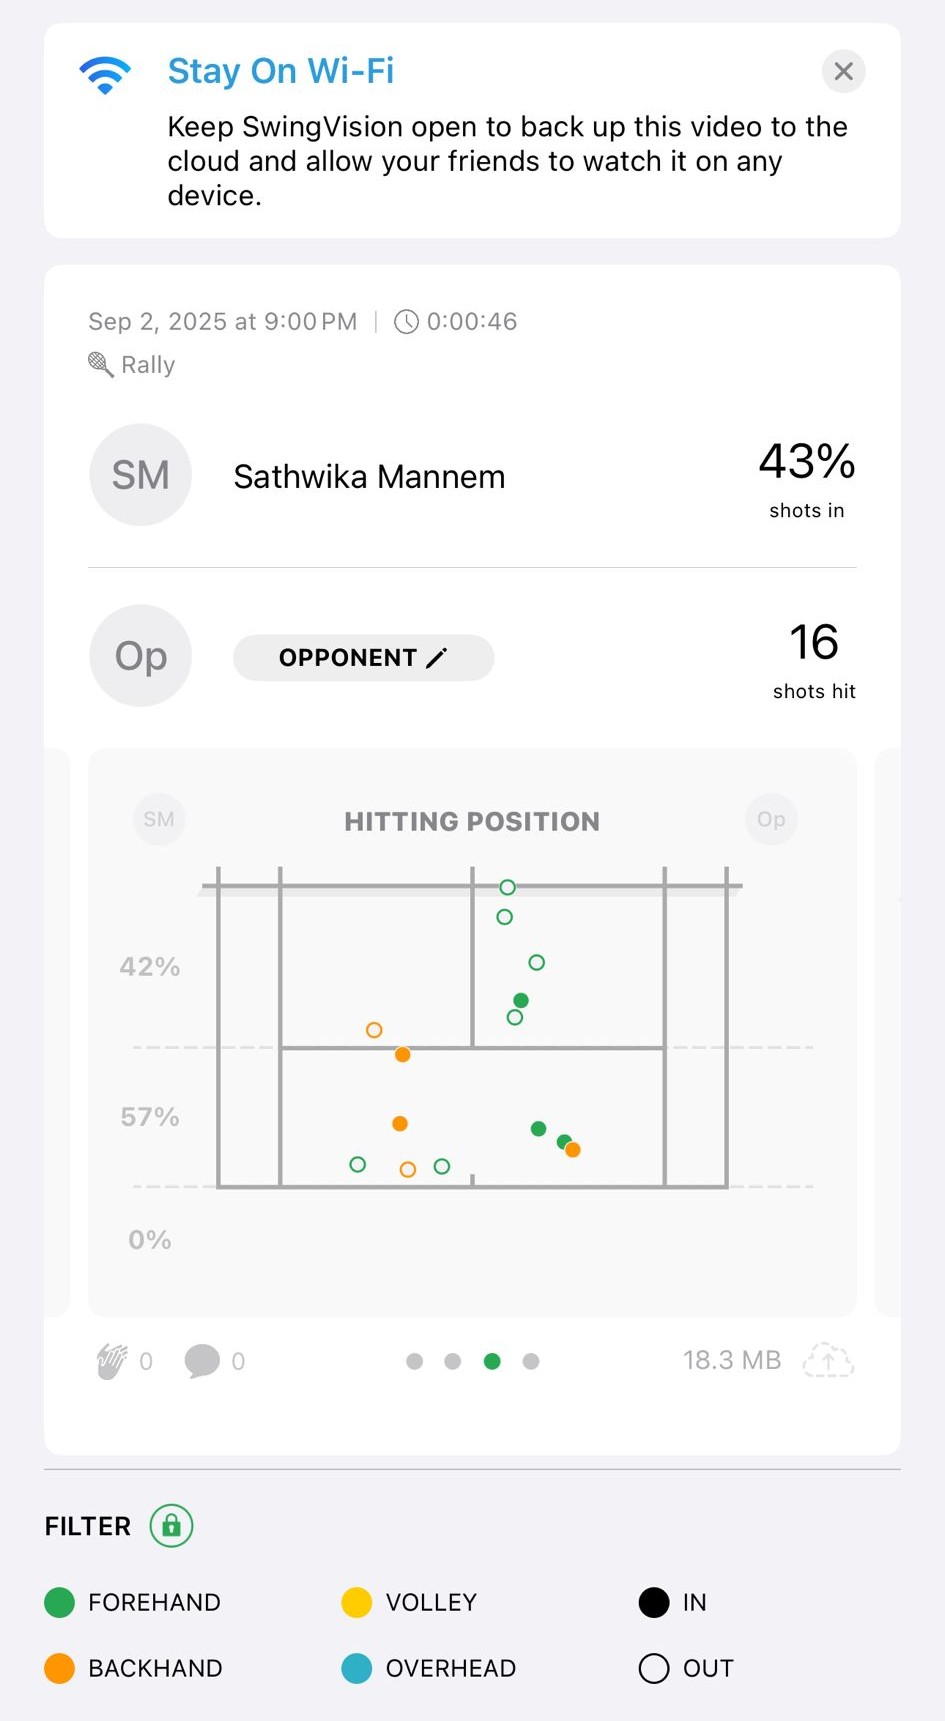 Stay On Wi-Fi
Keep SwingVision open to back up this video to the
cloud and allow your friends to watch it on any
device.
Sep 2, 2025 at 9:00 PM | 0:00:46
Rally
SM
Sathwika Mannem
43%
shots in
Op
OPPONENT
16
shots hit
SM
HITTING POSITION
Op
42%
57%
0%
0
0
18.3 MB
FILTER
FOREHAND
VOLLEY
IN
BACKHAND
OVERHEAD
OUT